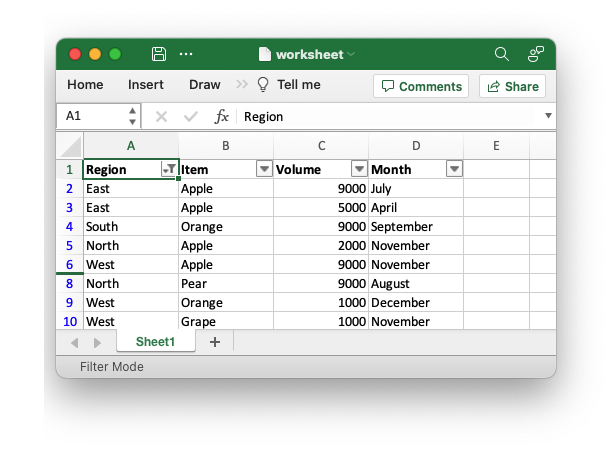 worksheet
Home Insert Draw Tell me Comments Share
A1 fx Region
A B C D E
1 Region Item Volume Month
2 East Apple 9000 July
3 East Apple 5000 April
4 South Orange 9000 September
5 North Apple 2000 November
6 West Apple 9000 November
8 North Pear 9000 August
9 West Orange 1000 December
10 West Grape 1000 November
Sheet1 +
Filter Mode